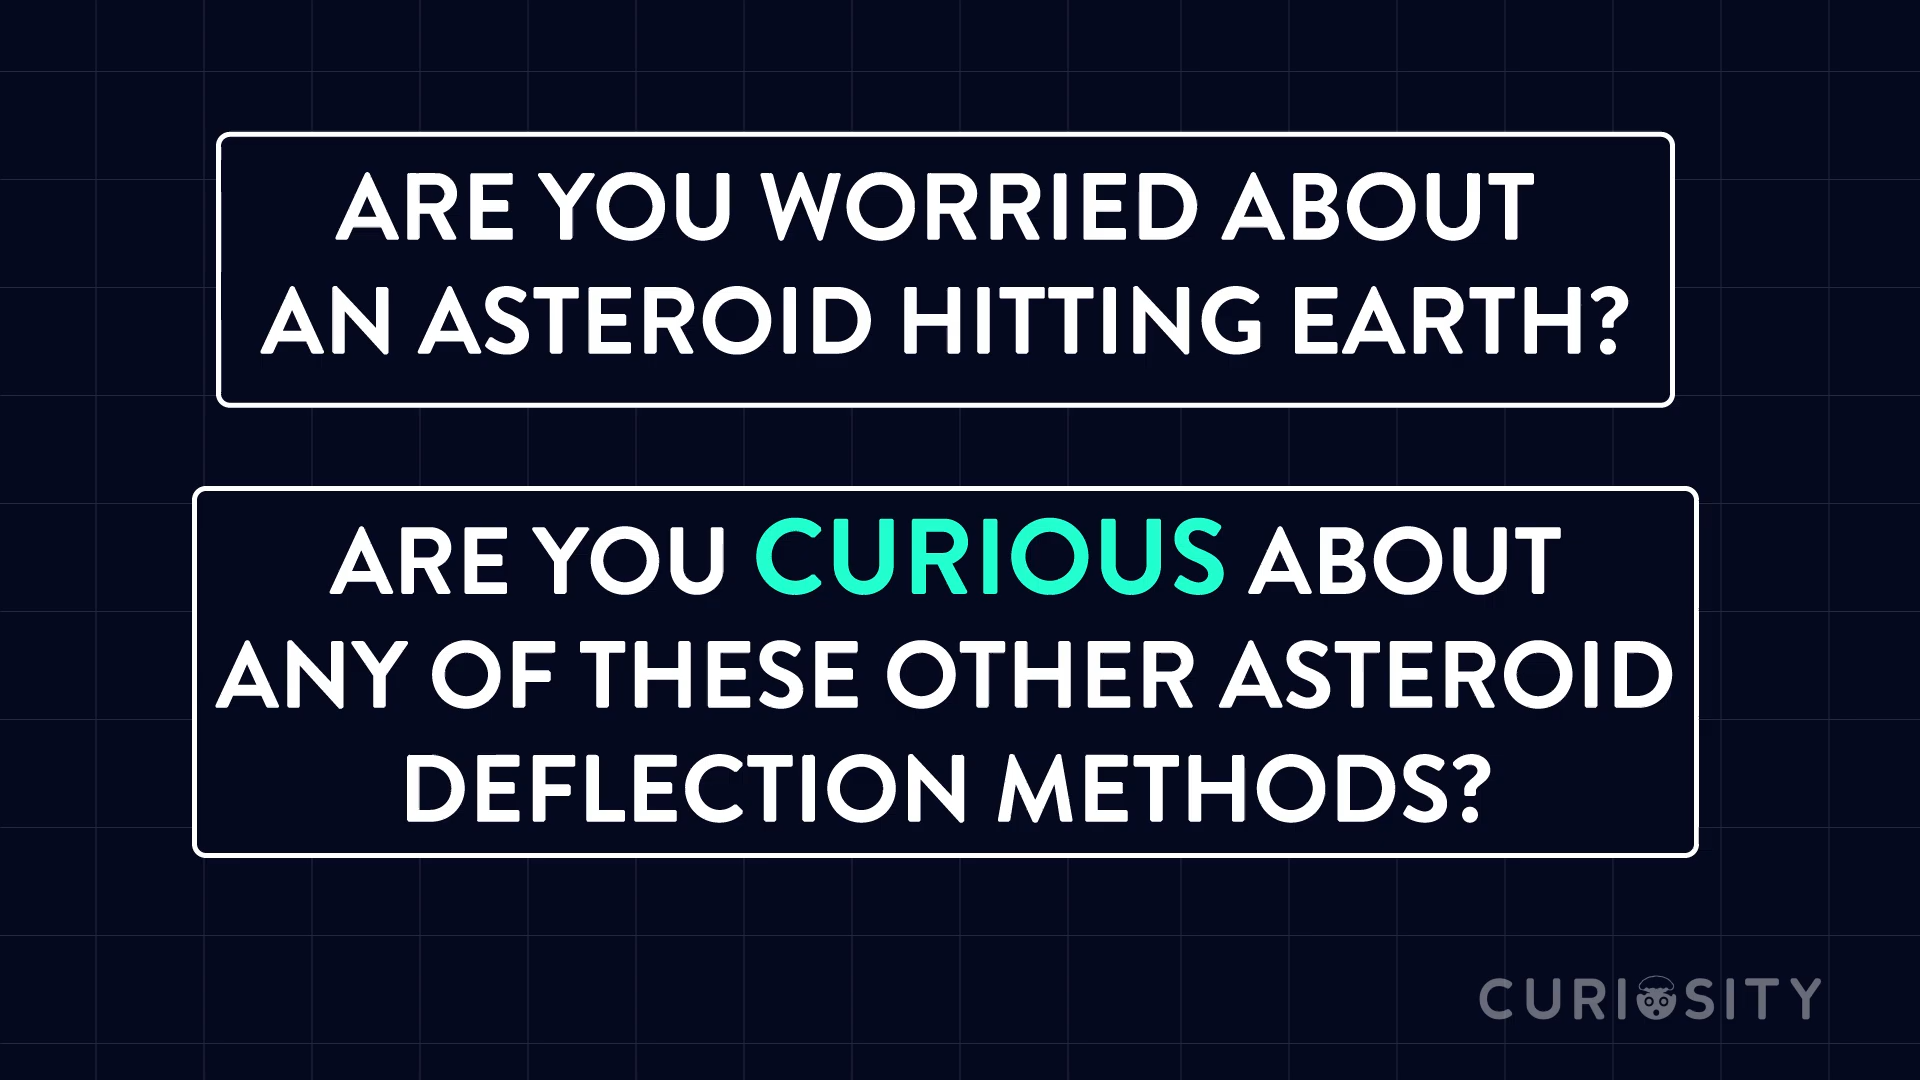 ARE YOU WORRIED ABOUT
AN ASTEROID HITTING EARTH?
ARE YOU CURIOUS ABOUT
ANY OF THESE OTHER ASTEROID
DEFLECTION METHODS?
CURIOSITY